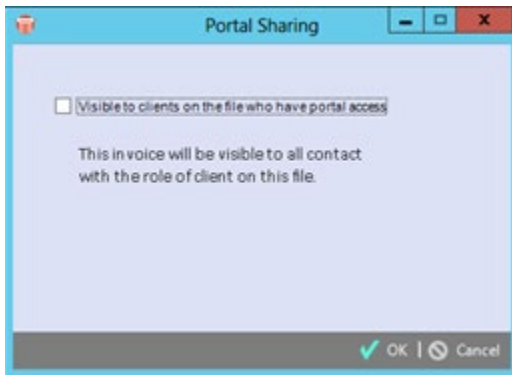 Portal Sharing
Visible to clients on the file who have portal access
This invoice will be visible to all contact
with the role of client on this file.
OK | Cancel